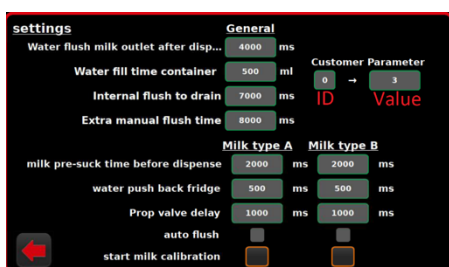 settings General
Water flush milk outlet after disp... 4000 ms
Customer Parameter
Water fill time container 500 ml
0 → 3
Internal flush to drain 7000 ms
ID Value
Extra manual flush time 8000 ms
Milk type A Milk type B
milk pre-suck time before dispense 2000 ms 2000 ms
water push back fridge 500 ms 500 ms
Prop valve delay 1000 ms 1000 ms
auto flush
start milk calibration